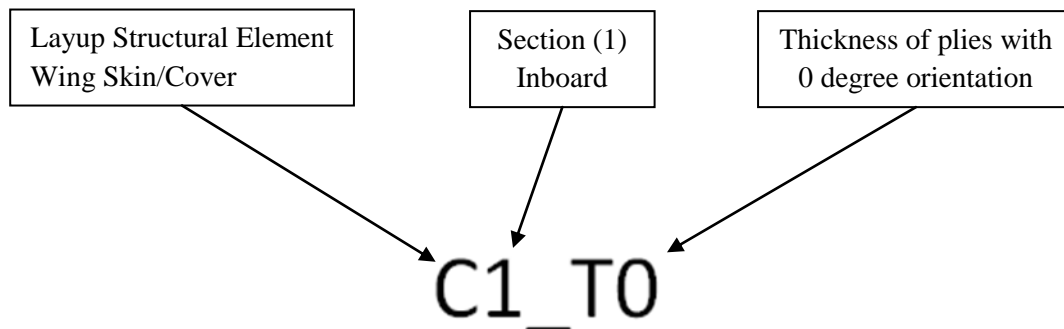 Layup Structural Element
Wing Skin/Cover
Section (1)
Inboard
Thickness of plies with
0 degree orientation
C1_T0